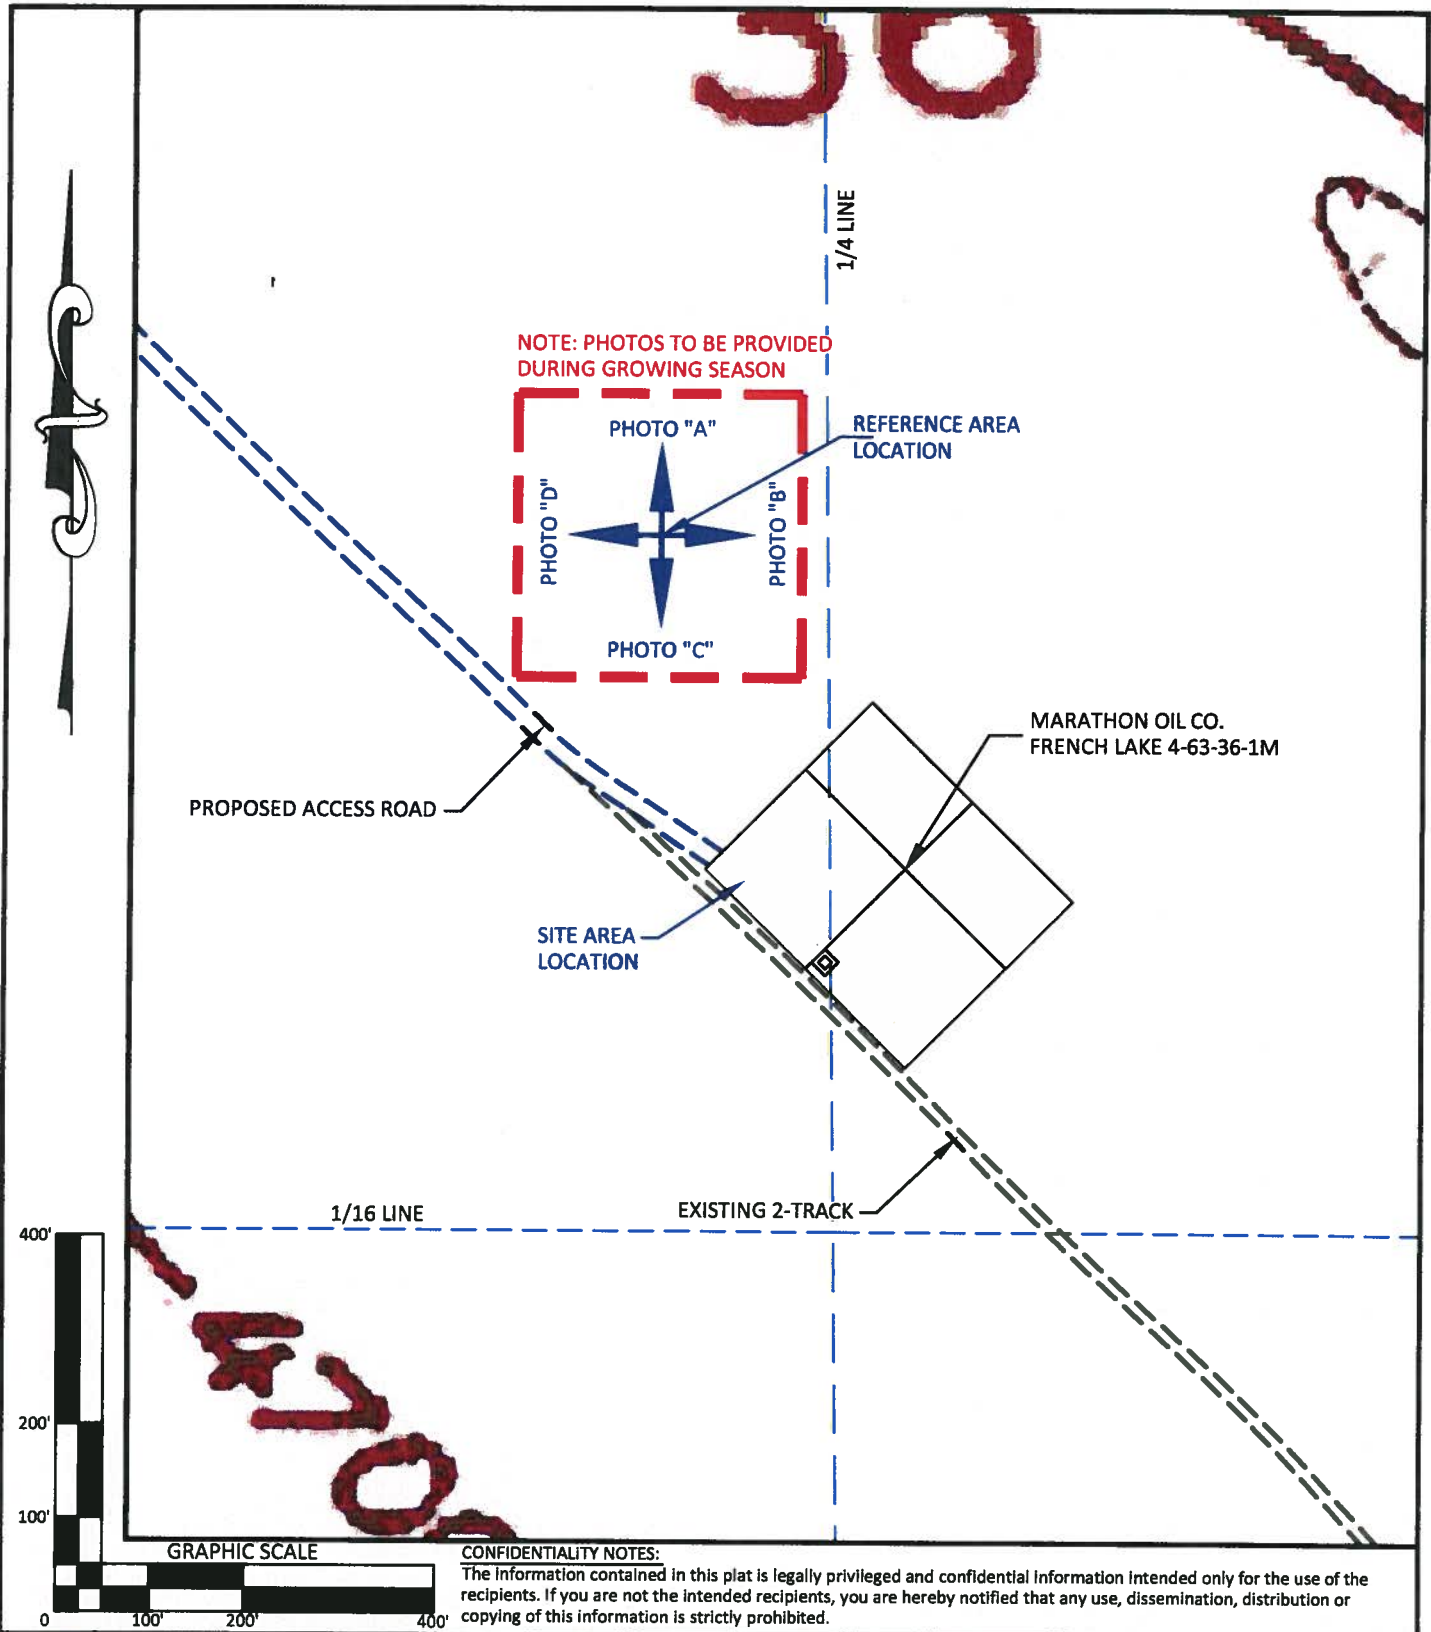 36
1/4 LINE
NOTE: PHOTOS TO BE PROVIDED
DURING GROWING SEASON
PHOTO "A"
REFERENCE AREA
LOCATION
PHOTO "D"
PHOTO "B"
PHOTO "C"
MARATHON OIL CO.
FRENCH LAKE 4-63-36-1M
PROPOSED ACCESS ROAD
SITE AREA
LOCATION
EXISTING 2-TRACK
1/16 LINE
400'
200'
100'
GRAPHIC SCALE
0
100'
200'
400'
CONFIDENTIALITY NOTES:
The information contained in this plat is legally privileged and confidential information intended only for the use of the
recipients. If you are not the intended recipients, you are hereby notified that any use, dissemination, distribution or
copying of this information is strictly prohibited.